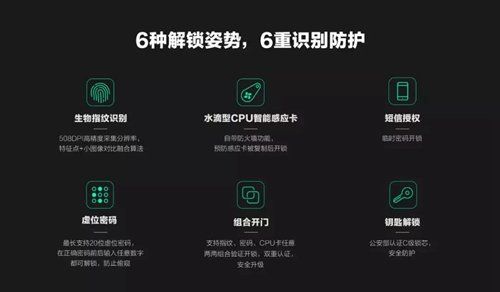 6种解锁姿势，6重识别防护
生物指纹识别
508DPI高精度采集分辨率，
特征点+小图像对比融合算法
水滴型CPU智能感应卡
自带防火墙功能，
预防感应卡被复制后开锁
短信授权
临时密码开锁
虚位密码
最长支持20位虚位密码，
在正确密码前后输入任意数字
都可解锁，防止偷窥
组合开门
支持指纹、密码、CPU卡任意
两两组合验证开锁，双重认证，
安全升级
钥匙解锁
公安部认证C级锁芯，
安全防护